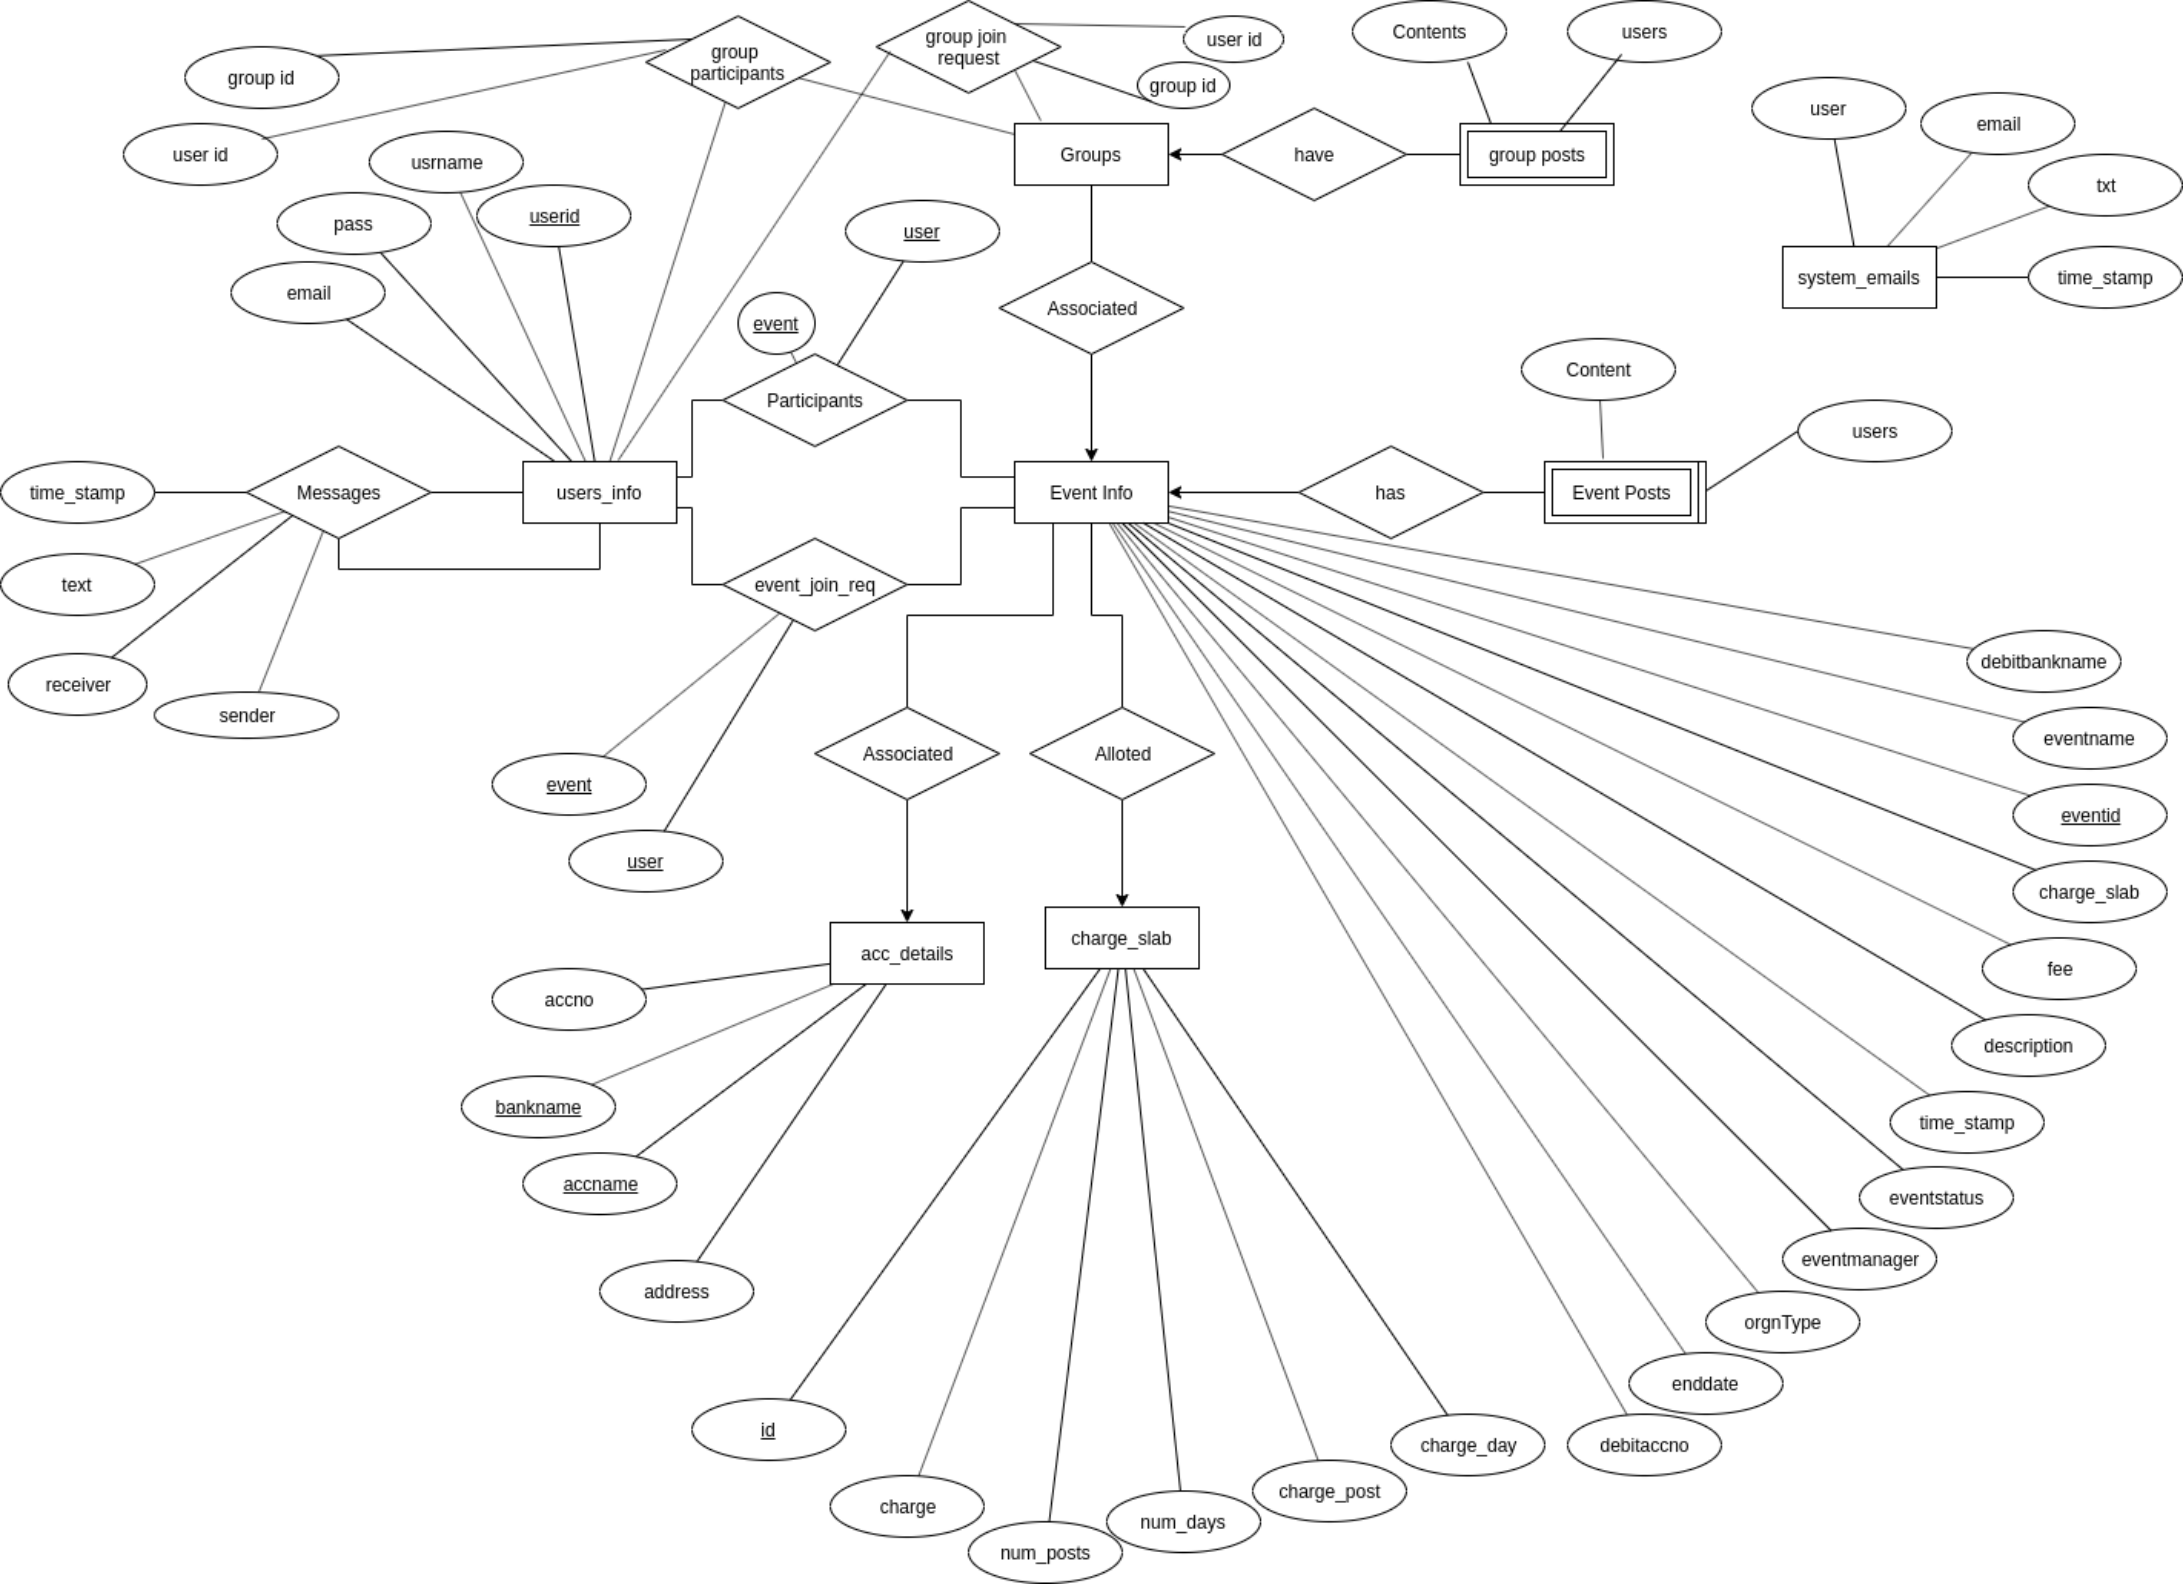 group join
request
user id
Contents
users
group
participants
group id
group id
user
email
user id
usrname
Groups
have
group posts
txt
pass
userid
user
system_emails
time_stamp
email
event
Associated
Participants
Content
users
time_stamp
Messages
users_info
Event Info
has
Event Posts
text
event_join_req
receiver
sender
debitbankname
eventname
event
Associated
Alloted
eventid
user
charge_slab
acc_details
charge_slab
fee
accno
description
bankname
time_stamp
accname
eventstatus
address
eventmanager
orgnType
enddate
id
charge_day
debitaccno
charge
charge_post
num_days
num_posts